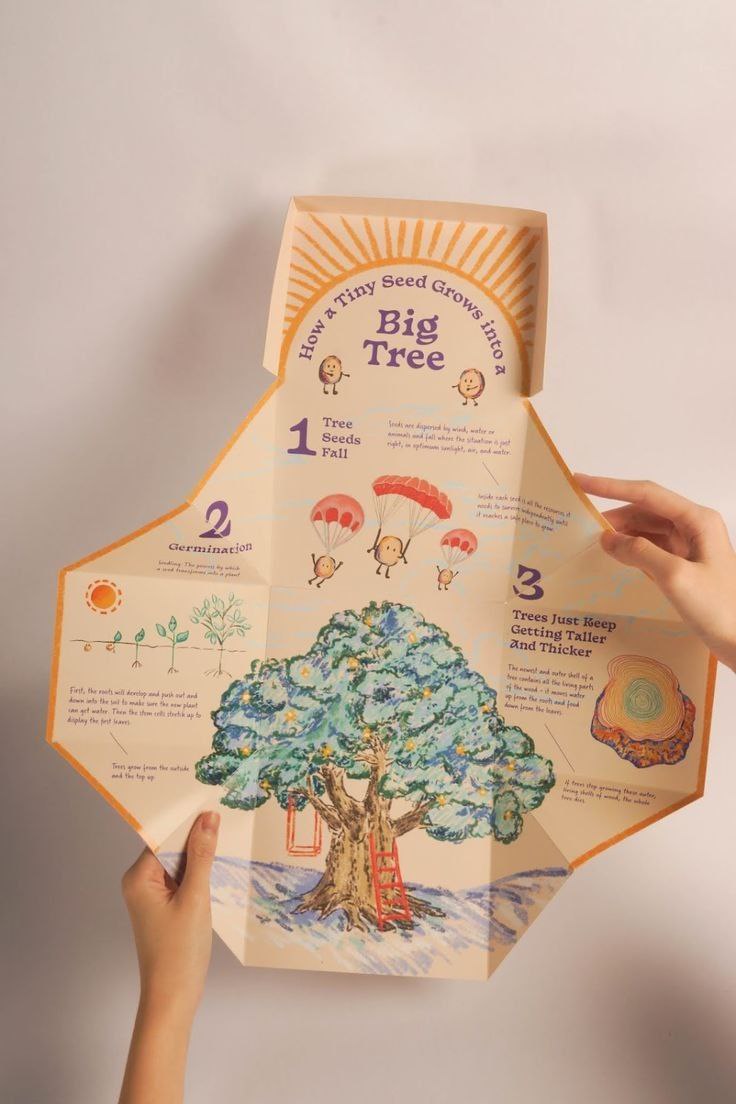 How a Tiny Seed Grows into a
Big
Tree
1
Tree
Seeds
Fall
Seeds are dispersed by wind, water or
animals and fall where the situation is just
right, in optimum sunlight, air, and water.
Inside each seed is all the resources it
needs to survive independently until
it reaches a safe place to grow.
2
Germination
Seedling: The process by which
a seed transforms into a plant
First, the roots will develop and push out and
down into the soil to make sure the new plant
can get water. Then the stem cells stretch up to
display the first leaves.
Trees grow from the outside
and the top up.
3
Trees Just Keep
Getting Taller
and Thicker
The newest and outer shell of a
tree contains all the living parts
of the wood - it moves water
up from the roots and food
down from the leaves.
If trees stop growing these outer,
living shells of wood, the whole
tree dies.